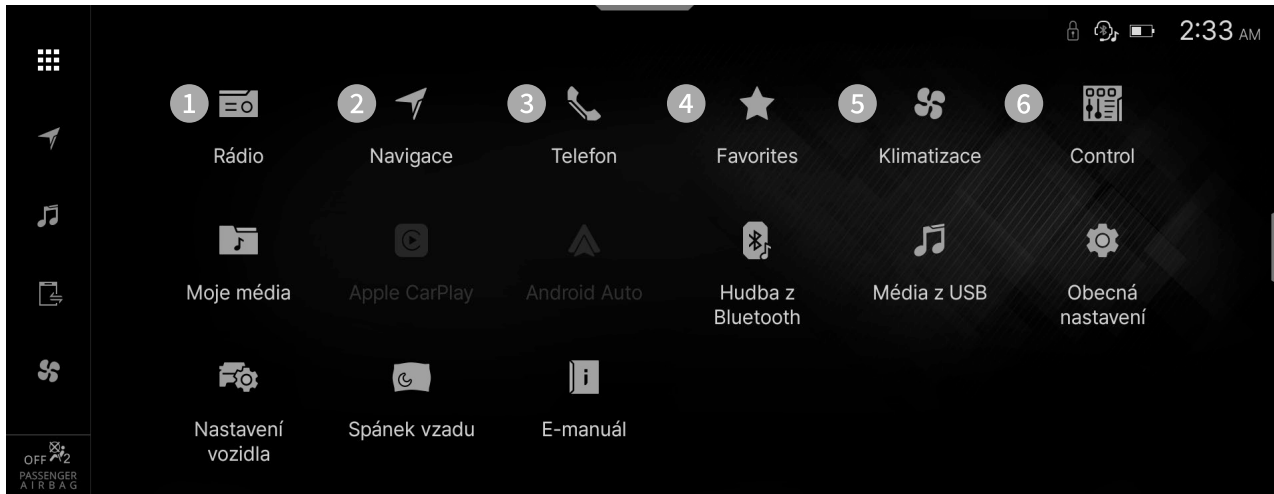 2:33 AM
1 2 3 4 5 6
Rádio Navigace Telefon Favorites Klimatizace Control
Moje média Apple CarPlay Android Auto Hudba z Média z USB Obecná
Bluetooth nastavení
Nastavení Spánek vzadu E-manuál
vozidla
OFF 2
PASSENGER
AIRBAG